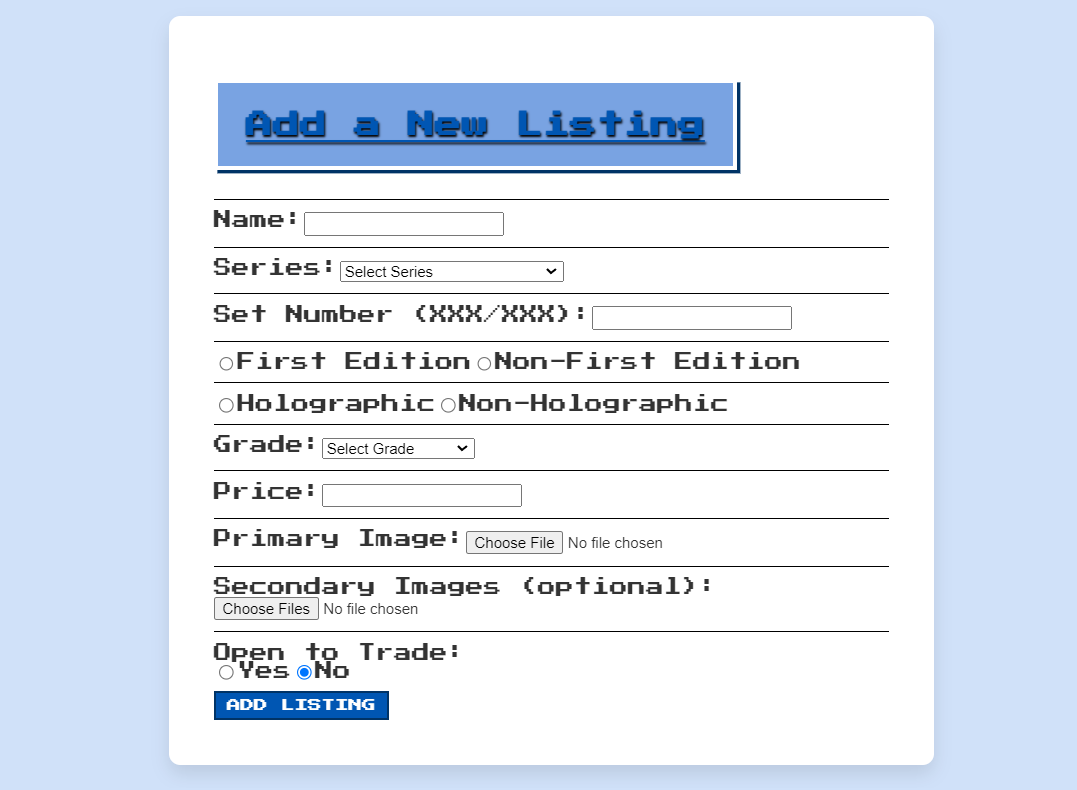 Add a New Listing
Name:
Series: Select Series
Set Number (XXX/XXX):
First Edition Non-First Edition
Holographic Non-Holographic
Grade: Select Grade
Price:
Primary Image: Choose File No file chosen
Secondary Images (optional):
Choose Files No file chosen
Open to Trade:
Yes No
ADD LISTING